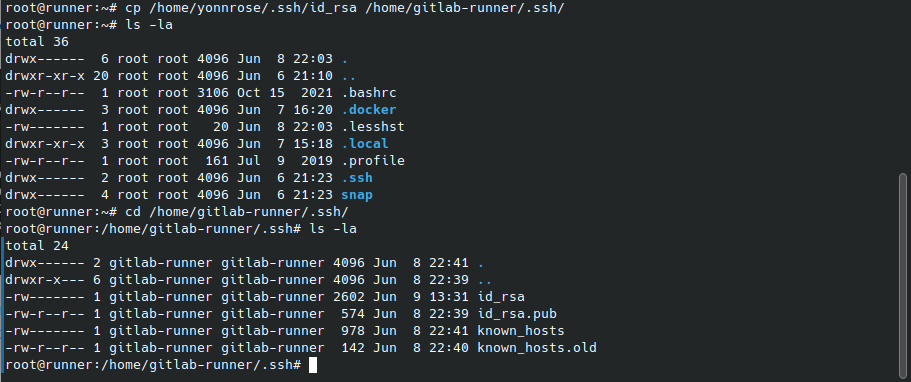 root@runner:~# cp /home/yonnrose/.ssh/id_rsa /home/gitlab-runner/.ssh/
root@runner:~# ls -la
total 36
drwx------  6 root root 4096 Jun  8 22:03 .
drwxr-xr-x 20 root root 4096 Jun  6 21:10 ..
-rw-r--r--  1 root root 3106 Oct 15  2021 .bashrc
drwx------  3 root root 4096 Jun  7 16:20 .docker
-rw-------  1 root root   20 Jun  8 22:03 .lesshst
drwxr-xr-x  3 root root 4096 Jun  7 15:18 .local
-rw-r--r--  1 root root  161 Jul  9  2019 .profile
drwx------  2 root root 4096 Jun  6 21:23 .ssh
drwx------  4 root root 4096 Jun  6 21:23 snap
root@runner:~# cd /home/gitlab-runner/.ssh/
root@runner:/home/gitlab-runner/.ssh# ls -la
total 24
drwx------ 2 gitlab-runner gitlab-runner 4096 Jun  8 22:41 .
drwxr-x--- 6 gitlab-runner gitlab-runner 4096 Jun  8 22:39 ..
-rw------- 1 gitlab-runner gitlab-runner 2602 Jun  9 13:31 id_rsa
-rw-r--r-- 1 gitlab-runner gitlab-runner  574 Jun  8 22:39 id_rsa.pub
-rw------- 1 gitlab-runner gitlab-runner  978 Jun  8 22:41 known_hosts
-rw-r--r-- 1 gitlab-runner gitlab-runner  142 Jun  8 22:40 known_hosts.old
root@runner:/home/gitlab-runner/.ssh#